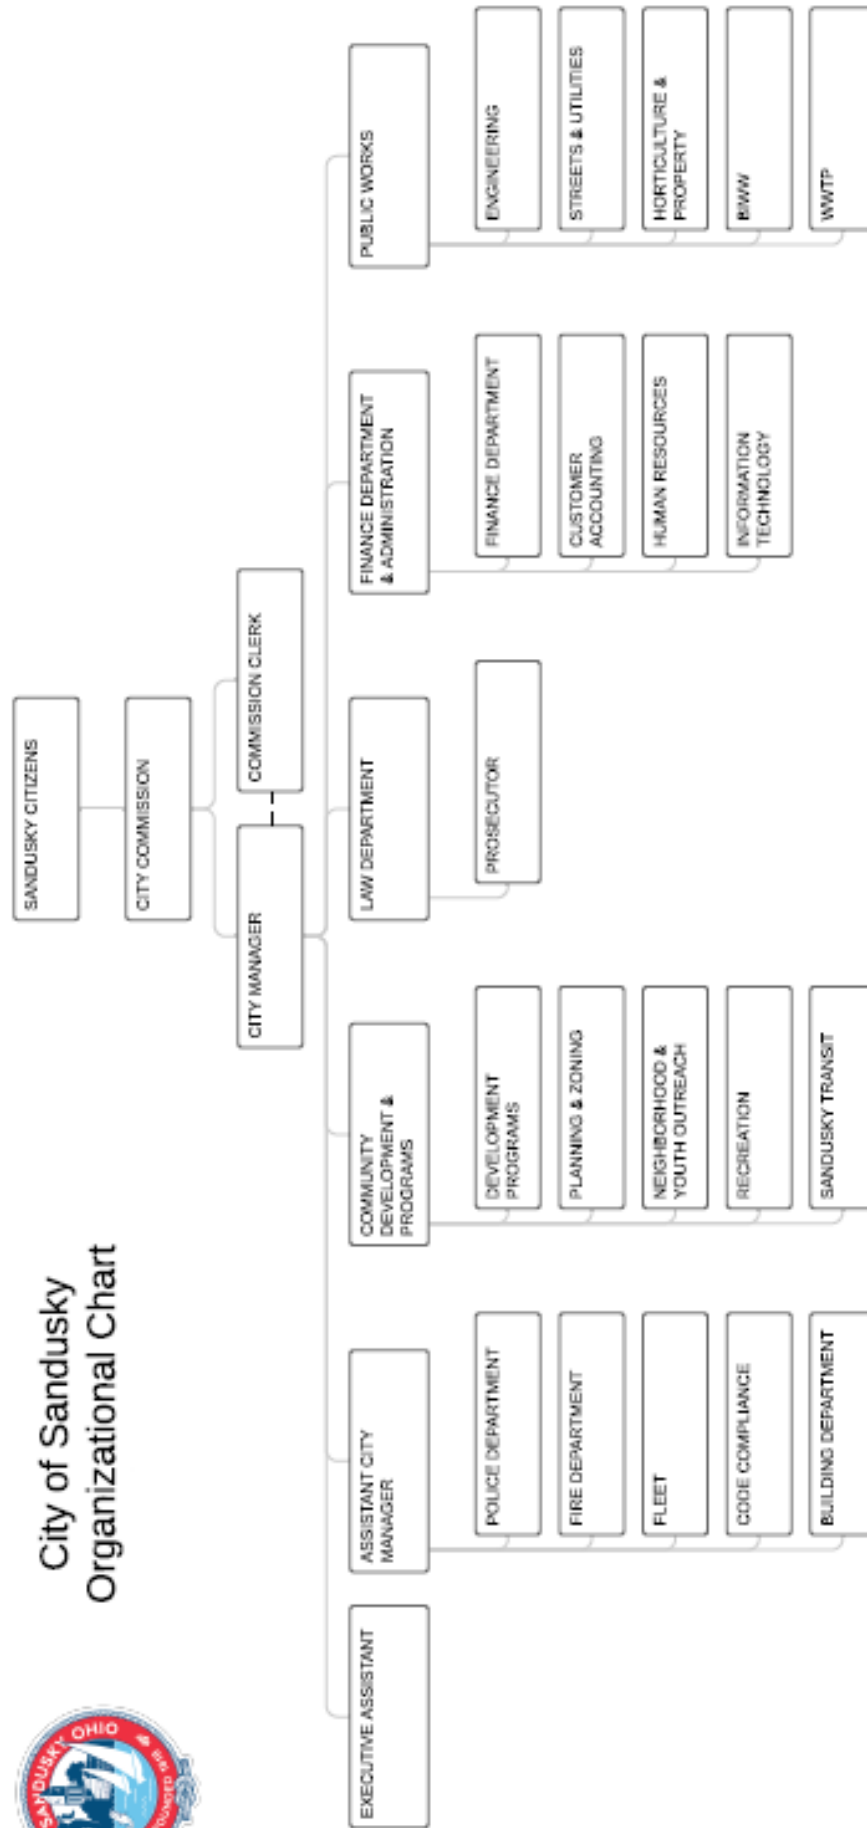 SANDUSKY OHIO
FOUNDED 1818
City of Sandusky
Organizational Chart
SANDUSKY CITIZENS
CITY COMMISSION
CITY MANAGER
COMMISSION CLERK
EXECUTIVE ASSISTANT
ASSISTANT CITY
MANAGER
COMMUNITY
DEVELOPMENT &
PROGRAMS
LAW DEPARTMENT
FINANCE DEPARTMENT
& ADMINISTRATION
PUBLIC WORKS
POLICE DEPARTMENT
FIRE DEPARTMENT
FLEET
CODE COMPLIANCE
BUILDING DEPARTMENT
DEVELOPMENT
PROGRAMS
PLANNING & ZONING
NEIGHBORHOOD &
YOUTH OUTREACH
RECREATION
SANDUSKY TRANSIT
PROSECUTOR
FINANCE DEPARTMENT
CUSTOMER
ACCOUNTING
HUMAN RESOURCES
INFORMATION
TECHNOLOGY
ENGINEERING
STREETS & UTILITIES
HORTICULTURE &
PROPERTY
BIWW
WWTP